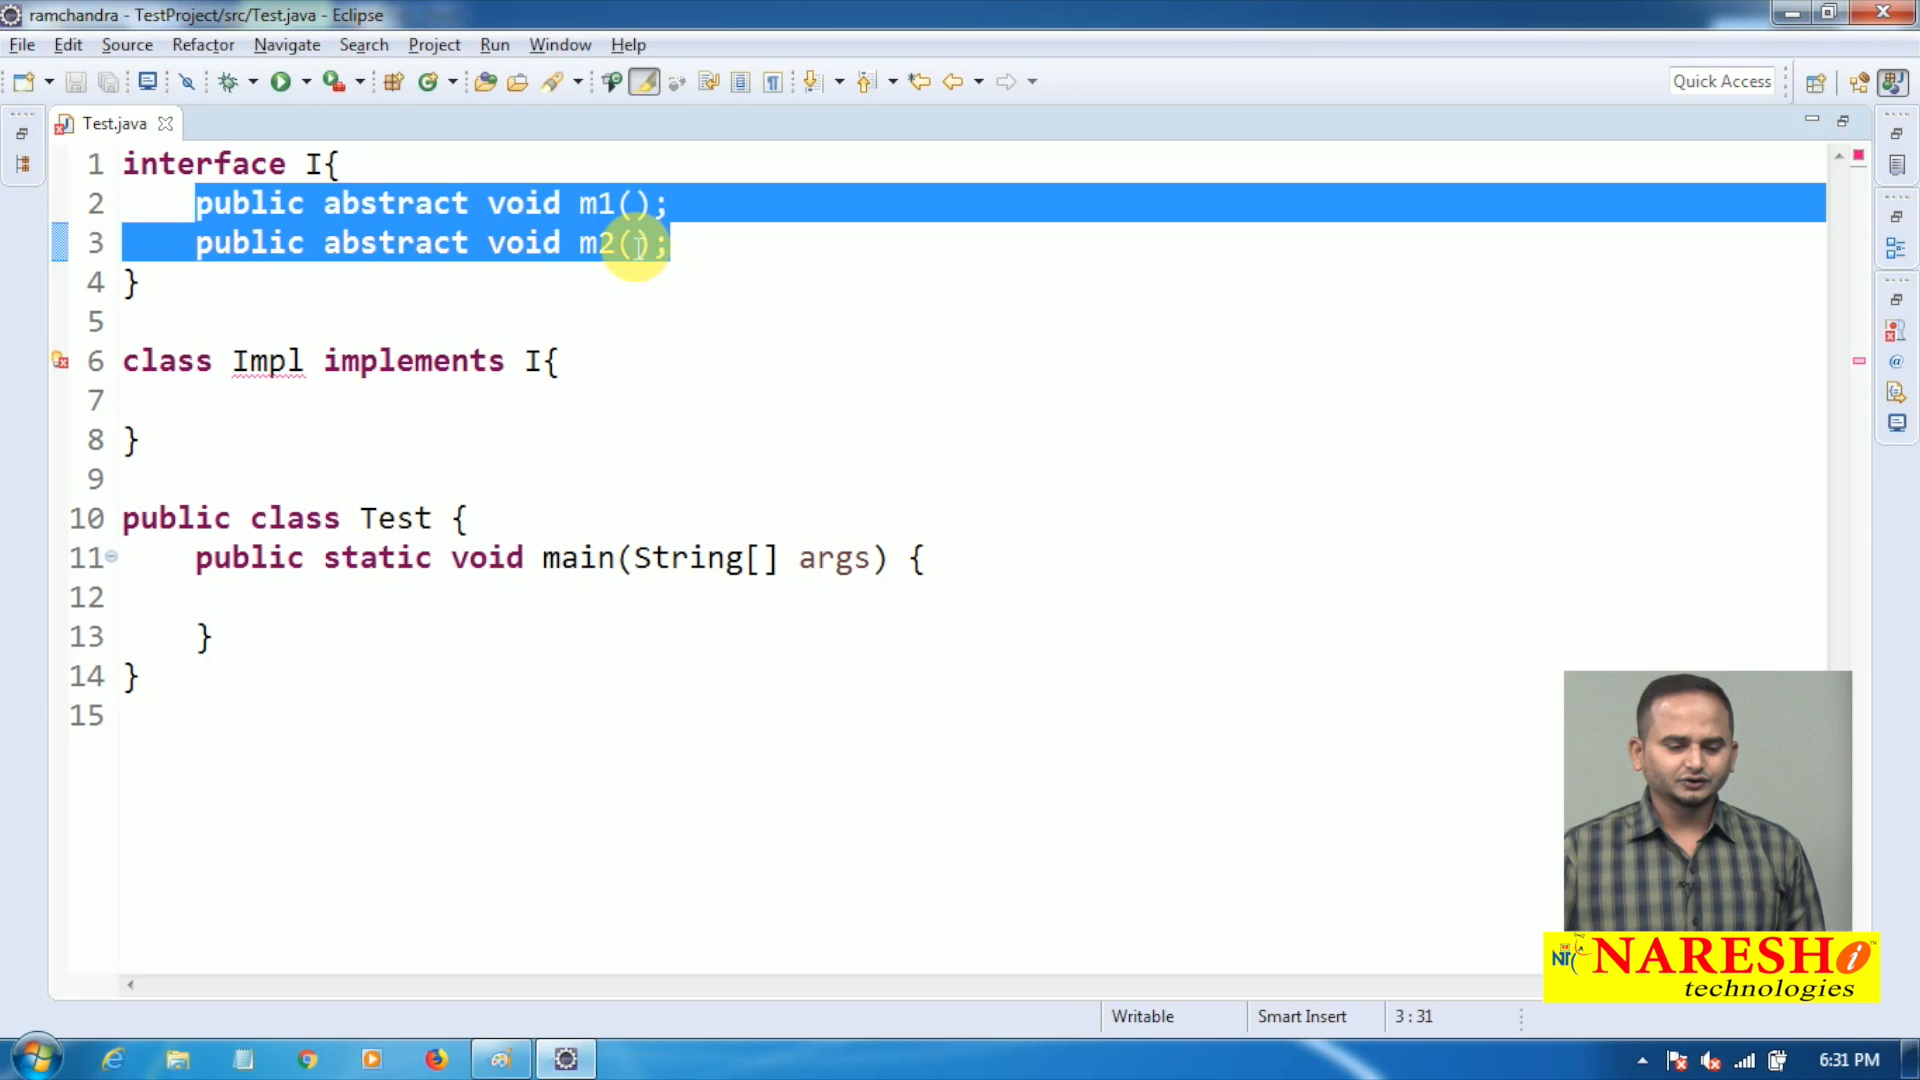 ramchandra - TestProject/src/Test.java - Eclipse
File Edit Source Refactor Navigate Search Project Run Window Help
Quick Access
Test.java
1 interface I{
2 public abstract void m1();
3 public abstract void m2();
4 }
5
6 class Impl implements I{
7
8 }
9
10 public class Test {
11 public static void main(String[] args) {
12
13 }
14 }
15
NARESH i
technologies
Writable Smart Insert 3 : 31
6:31 PM